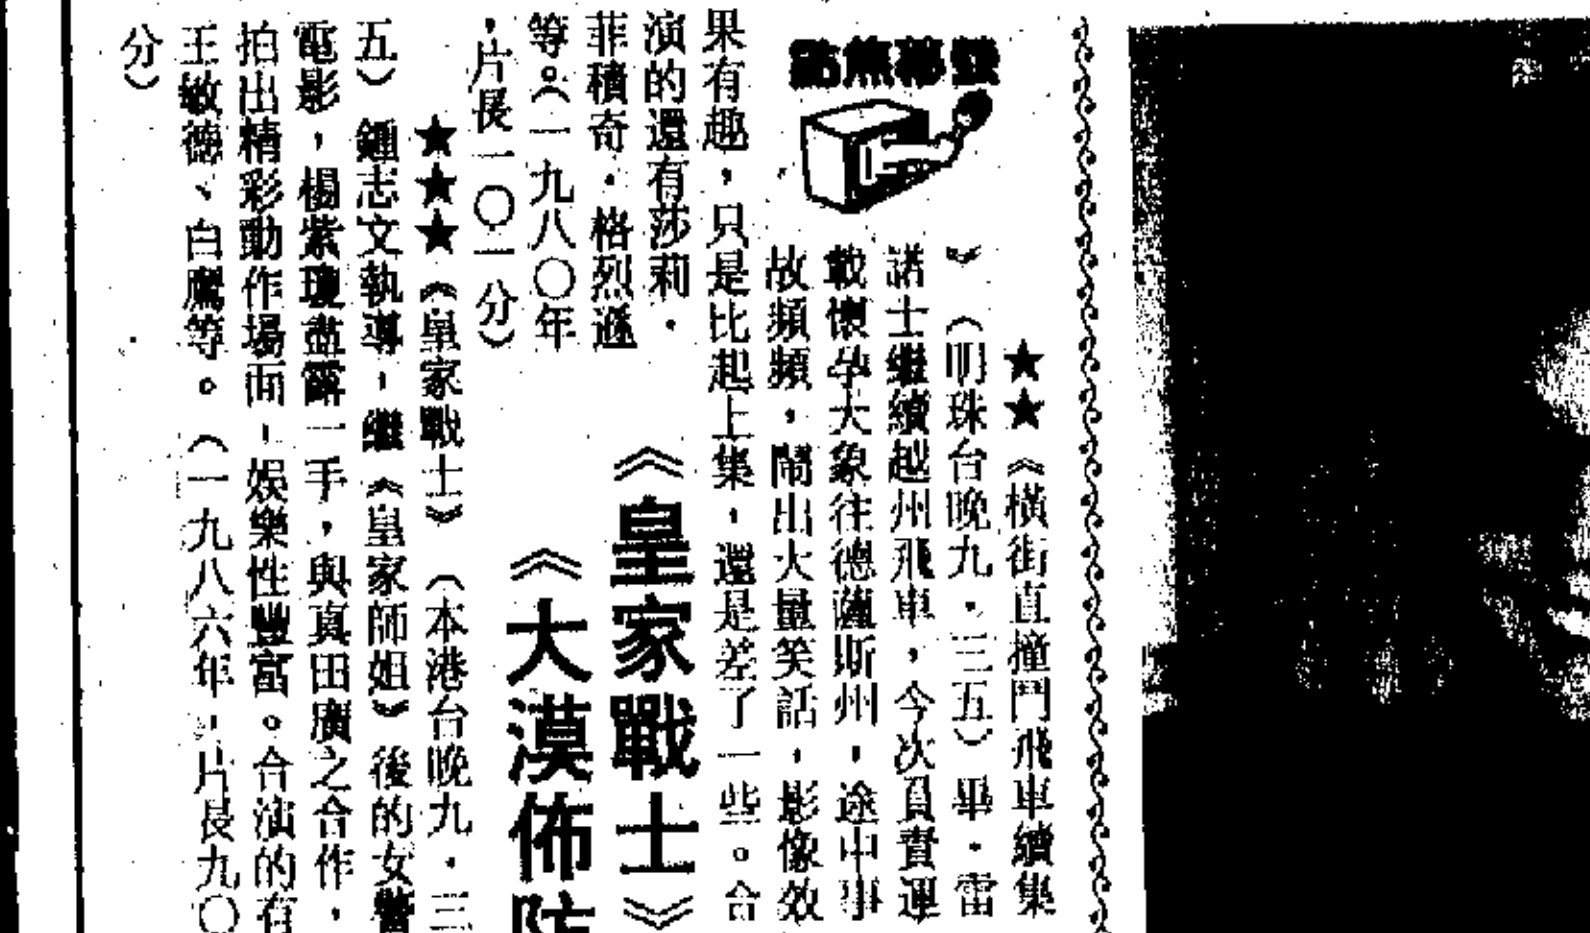 螢幕焦點
★★《橫街直撞鬥飛車續集
》（明珠台晚九．三五）畢．雷
諾士繼續越州飛車，今次負責運
載懷孕大象往德薩斯州，途中事
故頻頻，鬧出大量笑話，影像效
果有趣，只是比起上集，還是差了一些。合
演的還有莎莉．
菲積奇．格烈遜
等。（一九八〇年
，片長一〇一分）
《皇家戰士》
《大漠佈防
★★★《皇家戰士》（本港台晚九．三
五）鍾志文執導，繼《皇家師姐》後的女警
電影，楊紫瓊盡露一手，與真田廣之合作，
拍出精彩動作場面，娛樂性豐富。合演的有
王敏德、白鷹等。（一九八六年，片長九〇
分）